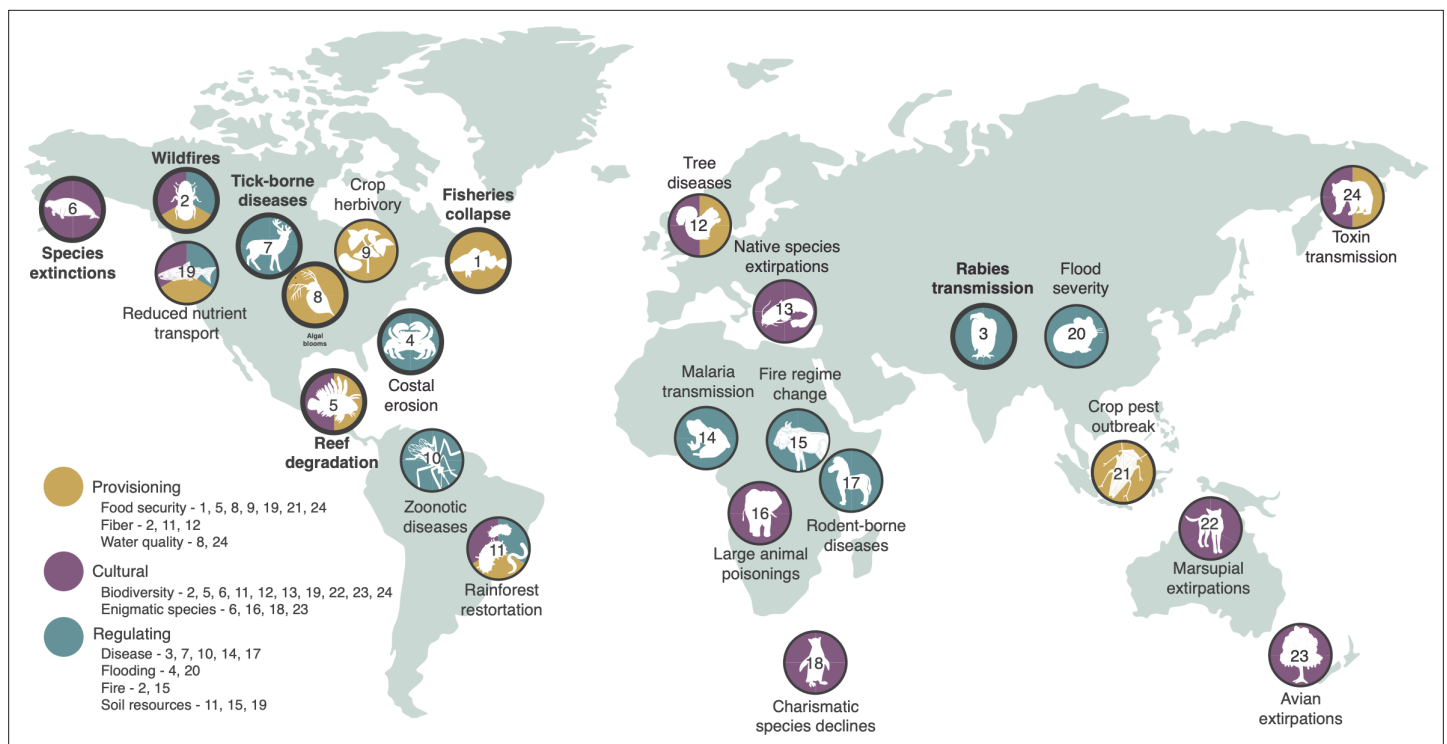 Wildfires
2
6
Species
extinctions
Tick-borne
diseases
7
Crop
herbivory
9
Fisheries
collapse
1
19
Reduced nutrient
transport
8
Algal
blooms
4
Costal
erosion
5
Reef
degradation
10
Zoonotic
diseases
11
Rainforest
restortation
Tree
diseases
12
Native species
extirpations
13
Rabies
transmission
3
Flood
severity
20
24
Toxin
transmission
Malaria
transmission
14
Fire regime
change
15
16
Large animal
poisonings
17
Rodent-borne
diseases
Crop pest
outbreak
21
22
Marsupial
extirpations
18
Charismatic
species declines
23
Avian
extirpations
Provisioning
Food security - 1, 5, 8, 9, 19, 21, 24
Fiber - 2, 11, 12
Water quality - 8, 24
Cultural
Biodiversity - 2, 5, 6, 11, 12, 13, 19, 22, 23, 24
Enigmatic species - 6, 16, 18, 23
Regulating
Disease - 3, 7, 10, 14, 17
Flooding - 4, 20
Fire - 2, 15
Soil resources - 11, 15, 19